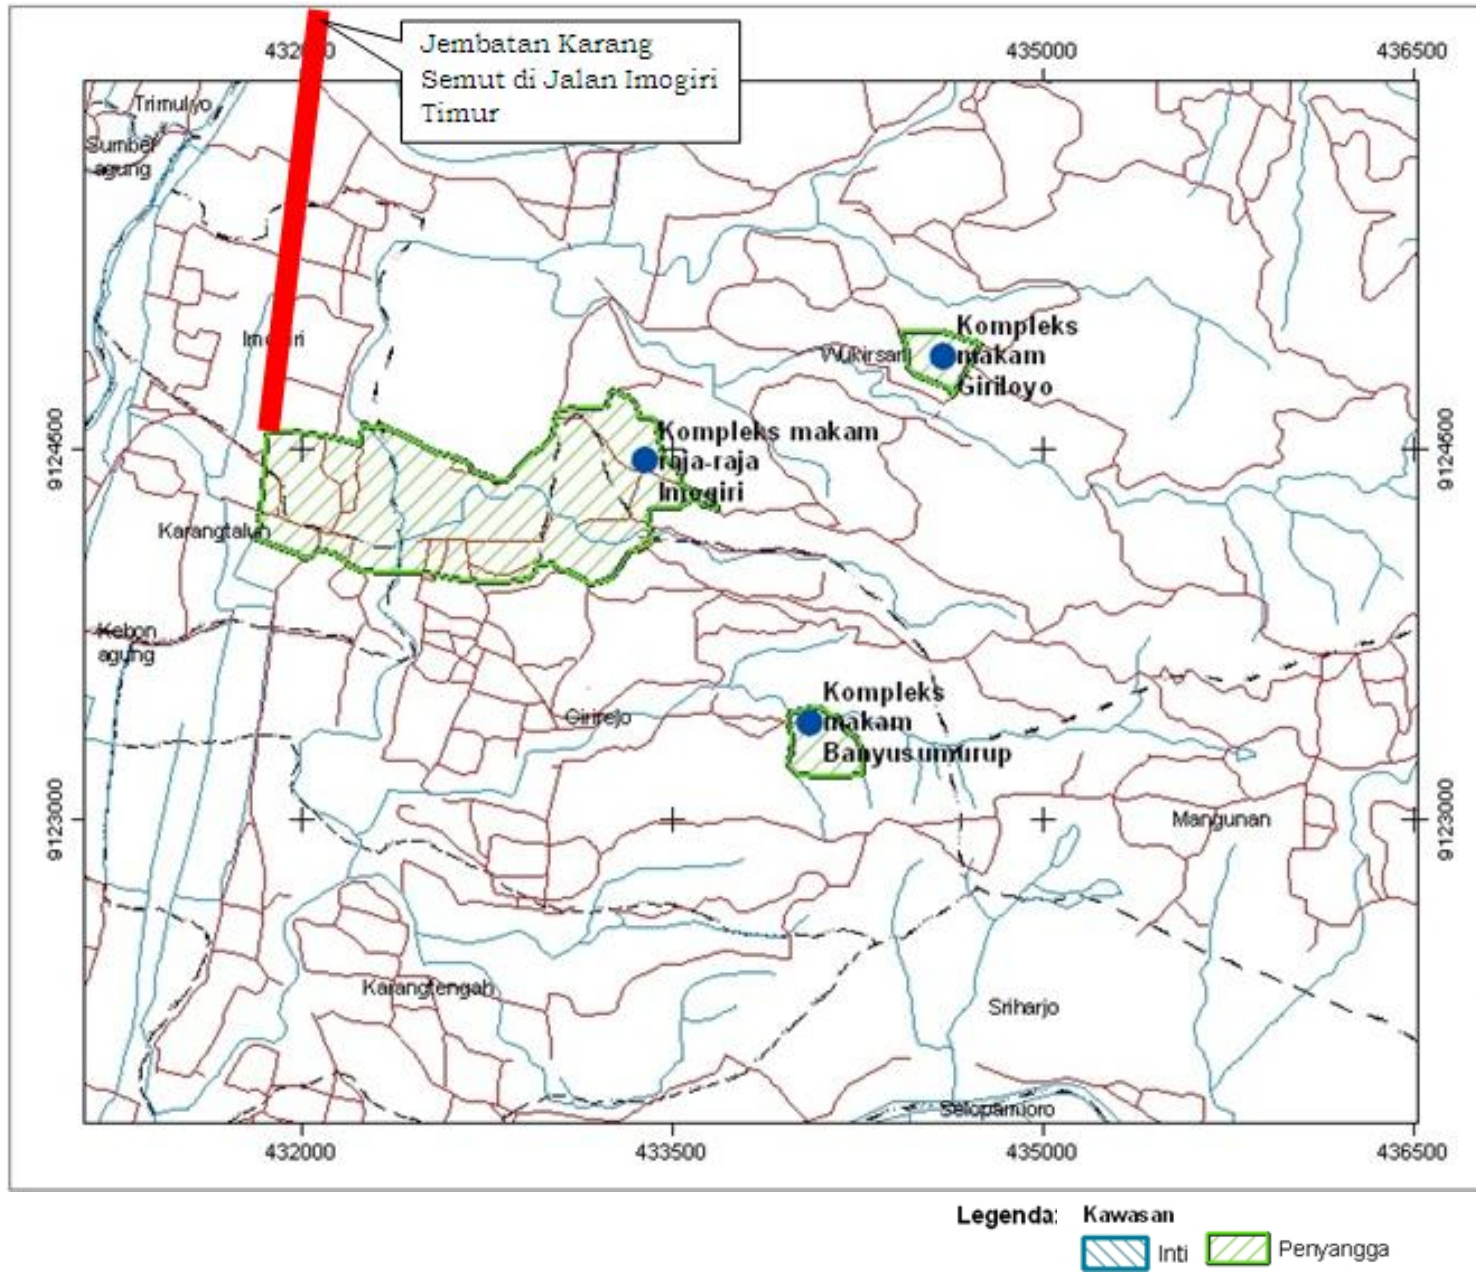 432000
435000
436500
Jembatan Karang
Semut di Jalan Imogiri
Timur
Trimulyo
Sumber
agung
Imogiri
Wukirsari
Kompleks
makam
Giriloyo
9124500
9124500
Kompleks makam
raja-raja
Imogiri
Karangtalun
Kebon
agung
Girirejo
Kompleks
makam
Banyusumurup
9123000
9123000
Mangunan
Karangtengah
Sriharjo
Selopamioro
432000
433500
435000
436500
Legenda: Kawasan
Inti
Penyangga